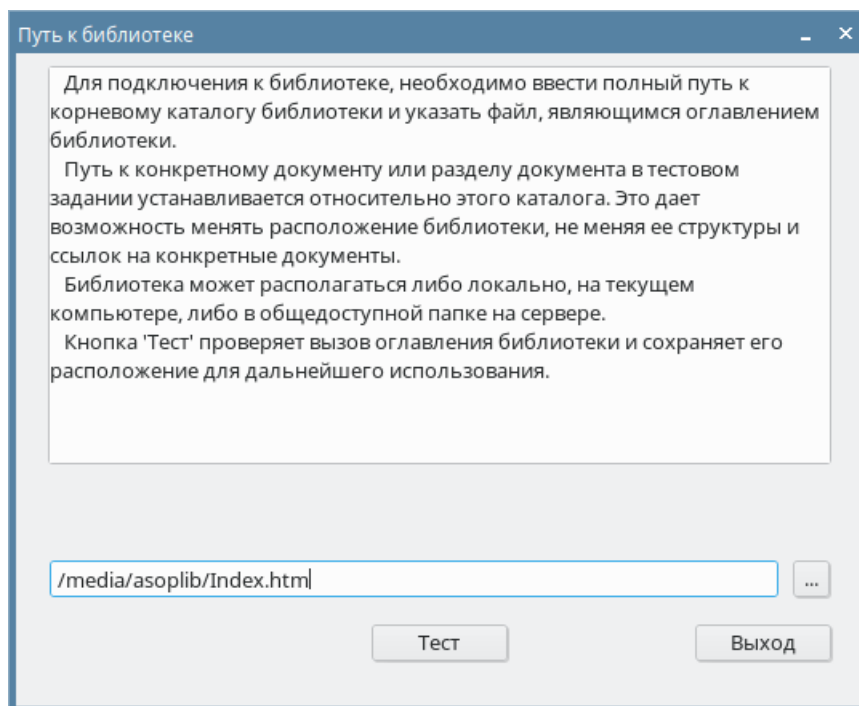 Путь к библиотеке
Для подключения к библиотеке, необходимо ввести полный путь к
корневому каталогу библиотеки и указать файл, являющимся оглавлением
библиотеки.
Путь к конкретному документу или разделу документа в тестовом
задании устанавливается относительно этого каталога. Это дает
возможность менять расположение библиотеки, не меняя ее структуры и
ссылок на конкретные документы.
Библиотека может располагаться либо локально, на текущем
компьютере, либо в общедоступной папке на сервере.
Кнопка 'Тест' проверяет вызов оглавления библиотеки и сохраняет его
расположение для дальнейшего использования.
/media/asoplib/Index.htm
...
Тест
Выход